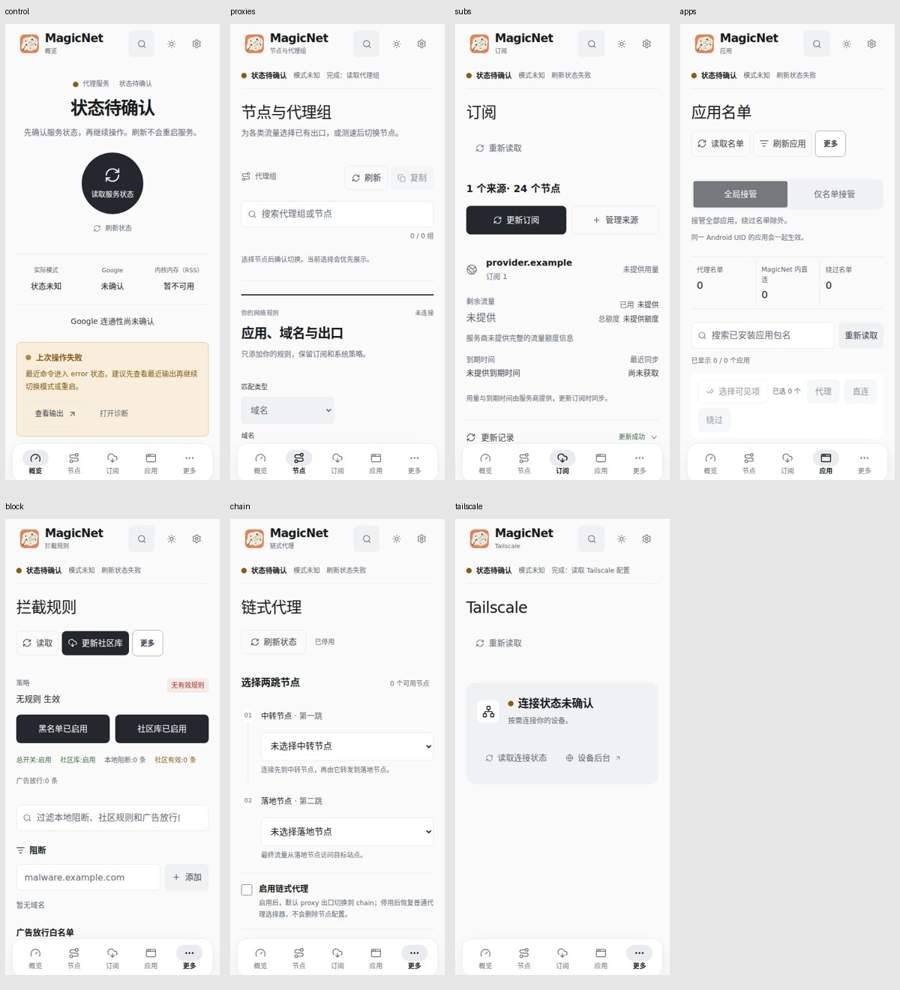 control
MagicNet
概览
代理服务 状态待确认
状态待确认
先确认服务状态，再继续操作。刷新不会重启服务。
读取服务状态
刷新状态
实际模式 Google 内核内存（RSS）
状态未知 未确认 暂不可用
Google 连通性尚未确认
上次操作失败
最近命令进入 error 状态，建议先查看最近输出再继续
切换模式或重启。
查看输出 打开诊断
概览 节点 订阅 应用 更多
proxies
MagicNet
节点与代理组
状态待确认 模式未知 完成：读取代理组
节点与代理组
为各类流量选择已有出口，或测速后切换节点。
代理组 刷新 复制
搜索代理组或节点
0 / 0 组
选择节点后确认切换。当前选择会优先展示。
你的网络规则 未连接
应用、域名与出口
只添加你的规则，保留订阅和系统策略。
匹配类型
域名
域名
概览 节点 订阅 应用 更多
subs
MagicNet
订阅
状态待确认 模式未知 刷新状态失败
订阅
重新读取
1 个来源· 24 个节点
更新订阅 管理来源
provider.example
订阅 1
未提供用量
剩余流量 已用 未提供
未提供 总额度 未提供额度
服务商未提供完整的流量额度信息
到期时间 最近同步
未提供到期时间 尚未获取
用量与到期时间由服务商提供，更新订阅时同步。
更新记录 更新成功
概览 节点 订阅 应用 更多
apps
MagicNet
应用
状态待确认 模式未知 刷新状态失败
应用名单
读取名单 刷新应用 更多
全局接管 仅名单接管
接管全部应用，绕过名单除外。
同一 Android UID 的应用会一起生效。
代理名单 MagicNet 内直连 绕过名单
0 0 0
搜索已安装应用包名 重新读取
已显示 0 / 0 个应用
选择可见项 已选 0 个 代理 直连
绕过
概览 节点 订阅 应用 更多
block
MagicNet
拦截规则
状态待确认 模式未知 刷新状态失败
拦截规则
读取 更新社区库 更多
策略 无有效规则
无规则 生效
黑名单已启用 社区库已启用
总开关:启用 社区库:启用 本地阻断:0 条 社区有效:0 条
广告放行:0 条
过滤本地阻断、社区规则和广告放行
阻断
malware.example.com 添加
暂无域名
广告放行白名单
概览 节点 订阅 应用 更多
chain
MagicNet
链式代理
状态待确认 模式未知 刷新状态失败
链式代理
刷新状态 已停用
选择两跳节点 0 个可用节点
01 中转节点 · 第一跳
未选择中转节点
连接先到中转节点，再由它转发到落地节点。
02 落地节点 · 第二跳
未选择落地节点
最终流量从落地节点访问目标站点。
启用链式代理
启用后，默认 proxy 出口切换到 chain；停用后恢复普通代
理选择器，不会删除节点配置。
概览 节点 订阅 应用 更多
tailscale
MagicNet
Tailscale
状态待确认 模式未知 完成：读取 Tailscale 配置
Tailscale
重新读取
连接状态未确认
按需连接你的设备。
读取连接状态 设备后台
概览 节点 订阅 应用 更多